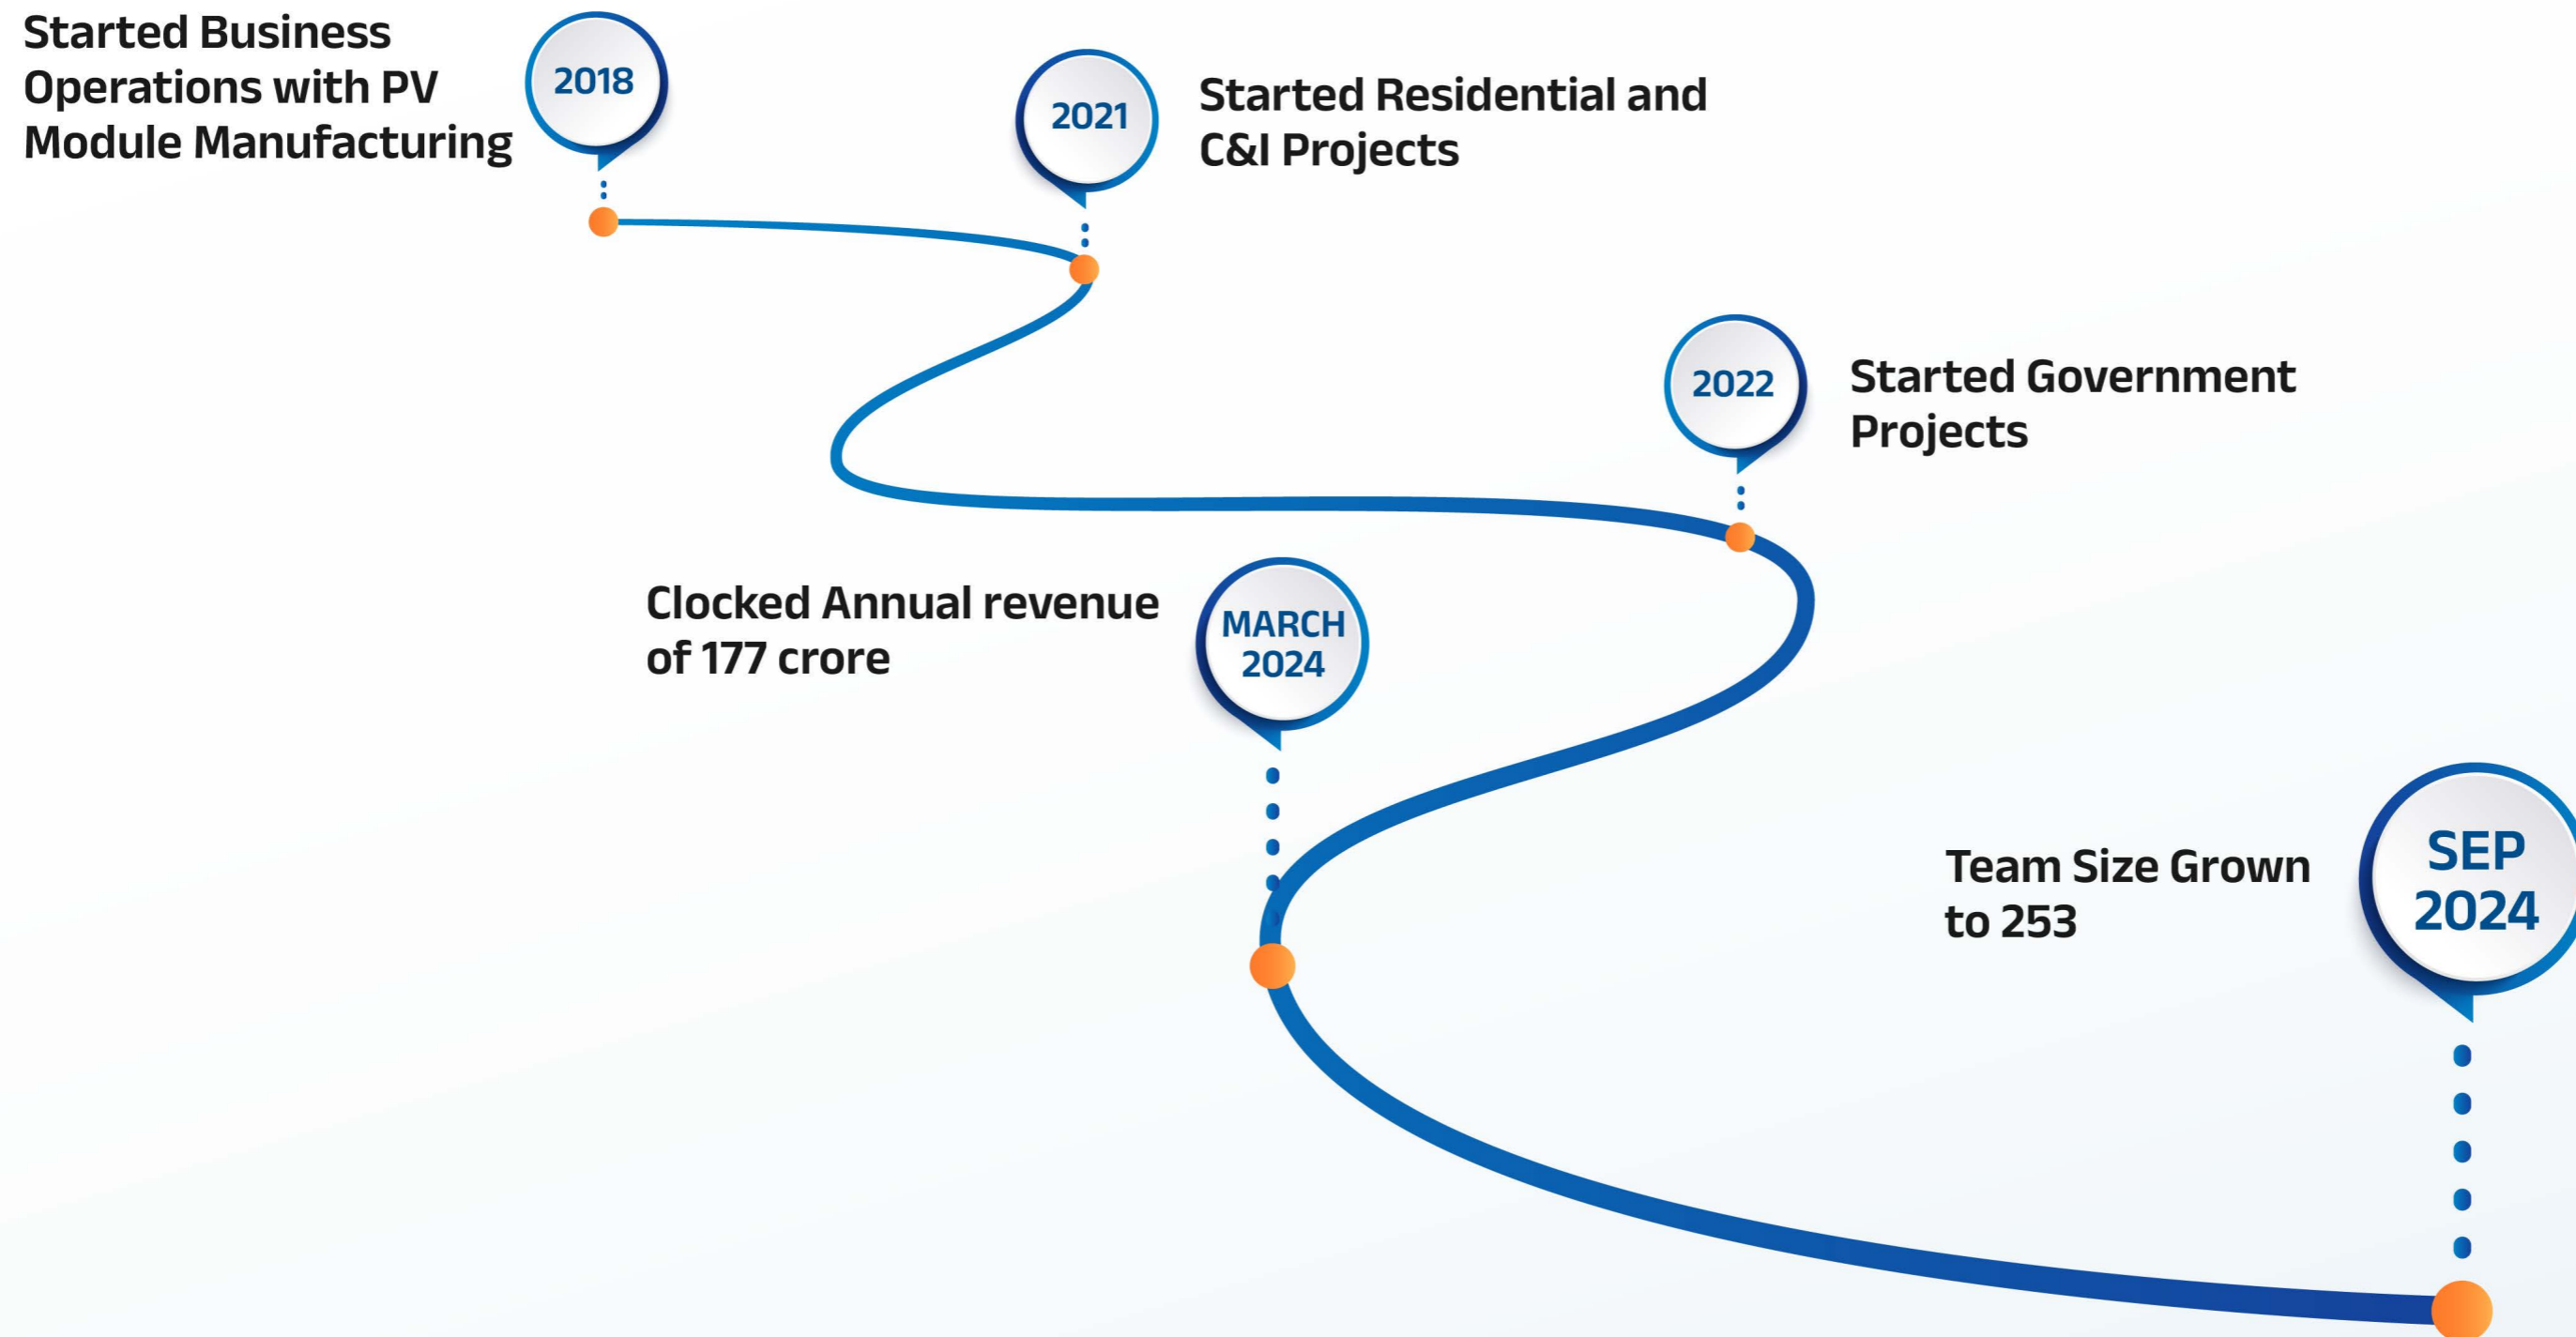 Started Business
Operations with PV
Module Manufacturing
2018
2021
Started Residential and
C&I Projects
2022
Started Government
Projects
Clocked Annual revenue
of 177 crore
MARCH
2024
Team Size Grown
to 253
SEP
2024